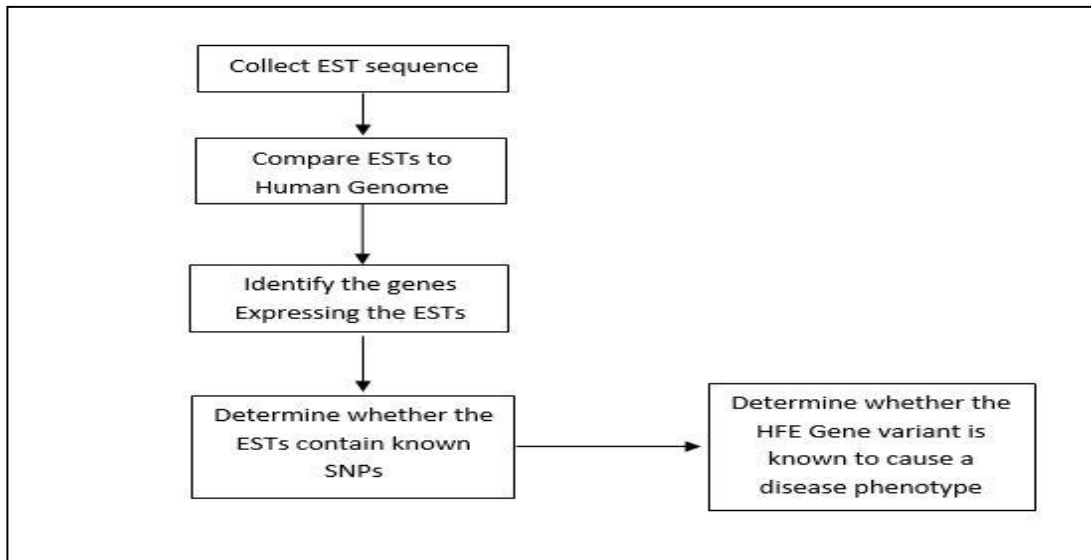 Collect EST sequence
Compare ESTs to
Human Genome
Identify the genes
Expressing the ESTs
Determine whether the
ESTs contain known
SNPs
Determine whether the
HFE Gene variant is
known to cause a
disease phenotype